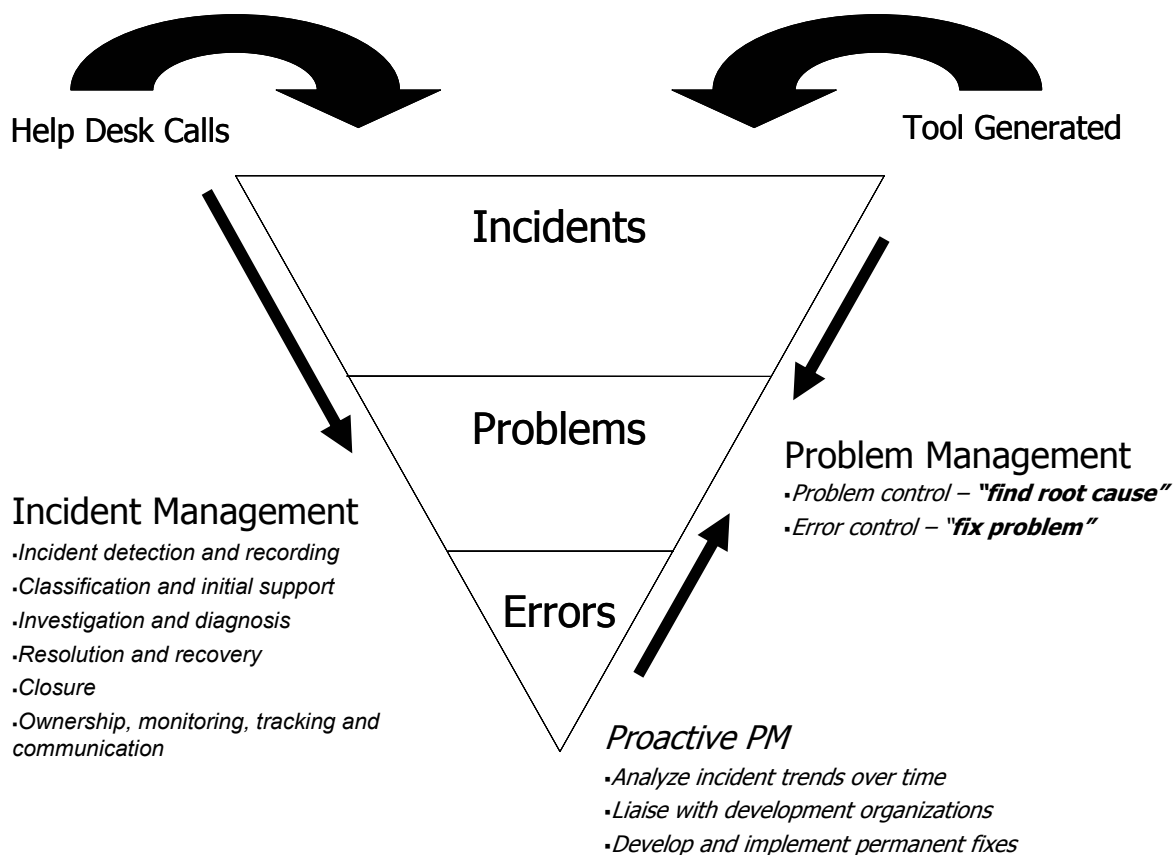 Help Desk Calls
Tool Generated
Incidents
Problems
Errors
Incident Management
▪Incident detection and recording
▪Classification and initial support
▪Investigation and diagnosis
▪Resolution and recovery
▪Closure
▪Ownership, monitoring, tracking and
communication
Problem Management
▪Problem control – “find root cause”
▪Error control – “fix problem”
Proactive PM
▪Analyze incident trends over time
▪Liaise with development organizations
▪Develop and implement permanent fixes